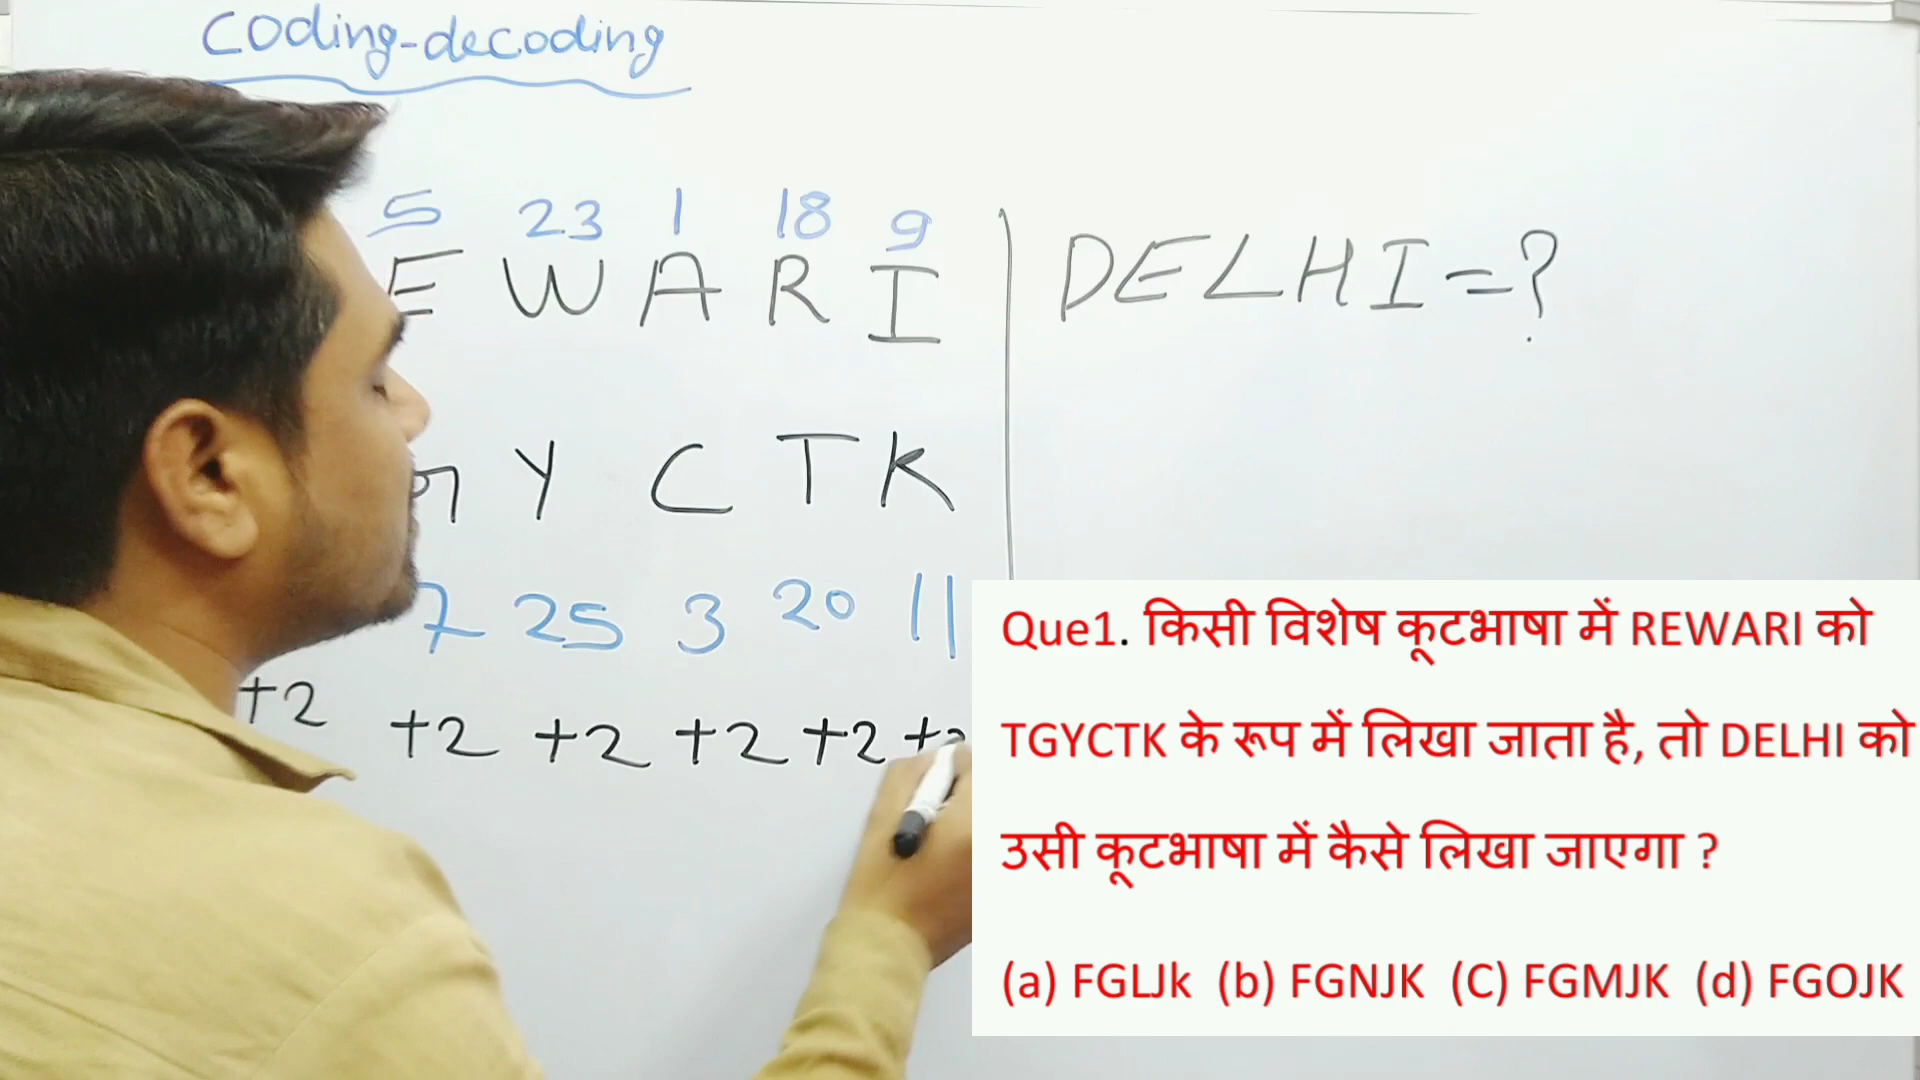 coding-decoding
5 23 1 18 9
E W A R I
DELHI=?
Y C T K
7 25 3 20 11
+2 +2 +2 +2 +2
Que1. किसी विशेष कूटभाषा में REWARI को
TGYCTK के रूप में लिखा जाता है, तो DELHI को
उसी कूटभाषा में कैसे लिखा जाएगा ?
(a) FGLJk (b) FGNJK (C) FGMJK (d) FGOJK